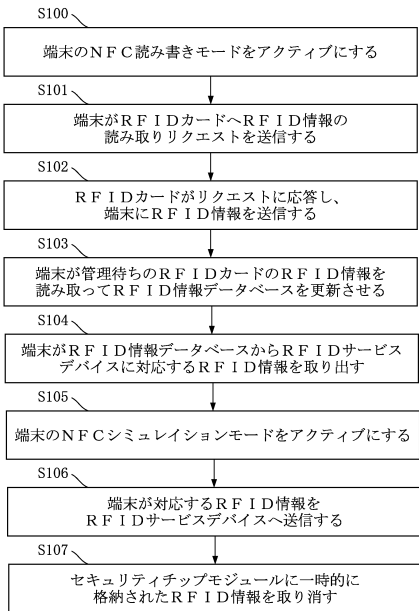 S100
端末のＮＦＣ読み書きモードをアクティブにする
S101
端末がＲＦＩＤカードへＲＦＩＤ情報の
読み取りリクエストを送信する
S102
ＲＦＩＤカードがリクエストに応答し、
端末にＲＦＩＤ情報を送信する
S103
端末が管理待ちのＲＦＩＤカードのＲＦＩＤ情報を
読み取ってＲＦＩＤ情報データベースを更新させる
S104
端末がＲＦＩＤ情報データベースからＲＦＩＤサービス
デバイスに対応するＲＦＩＤ情報を取り出す
S105
端末のＮＦＣシミュレイションモードをアクティブにする
S106
端末が対応するＲＦＩＤ情報を
ＲＦＩＤサービスデバイスへ送信する
S107
セキュリティチップモジュールに一時的に
格納されたＲＦＩＤ情報を取り消す